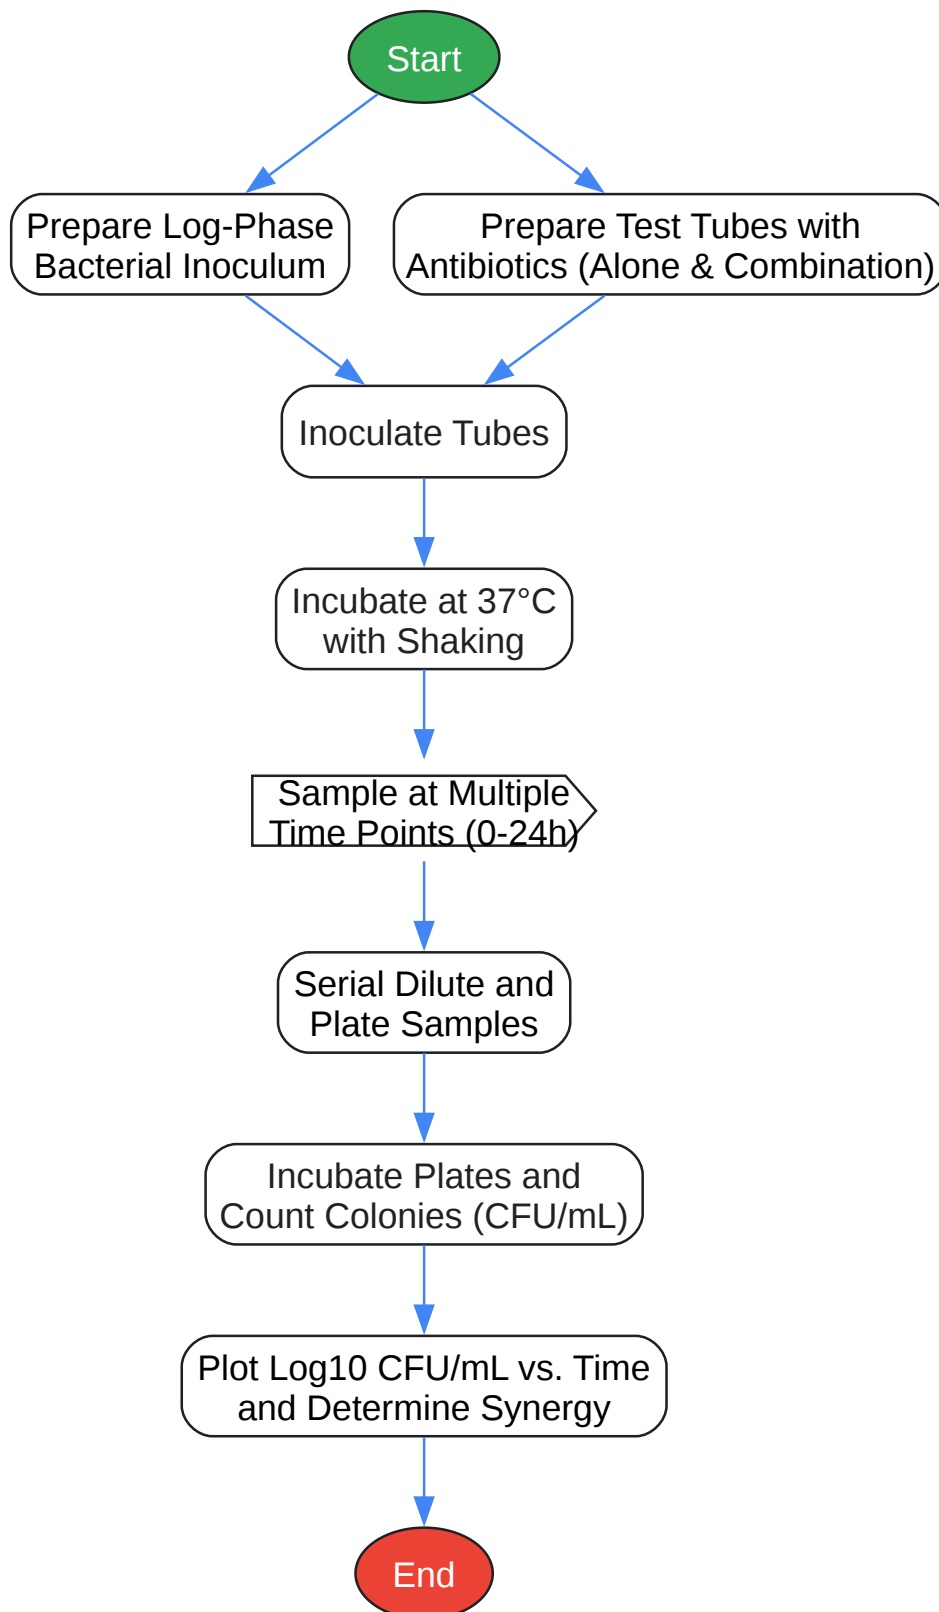 Start
Prepare Log-Phase
Bacterial Inoculum
Prepare Test Tubes with
Antibiotics (Alone & Combination)
Inoculate Tubes
Incubate at 37°C
with Shaking
Sample at Multiple
Time Points (0-24h)
Serial Dilute and
Plate Samples
Incubate Plates and
Count Colonies (CFU/mL)
Plot Log10 CFU/mL vs. Time
and Determine Synergy
End